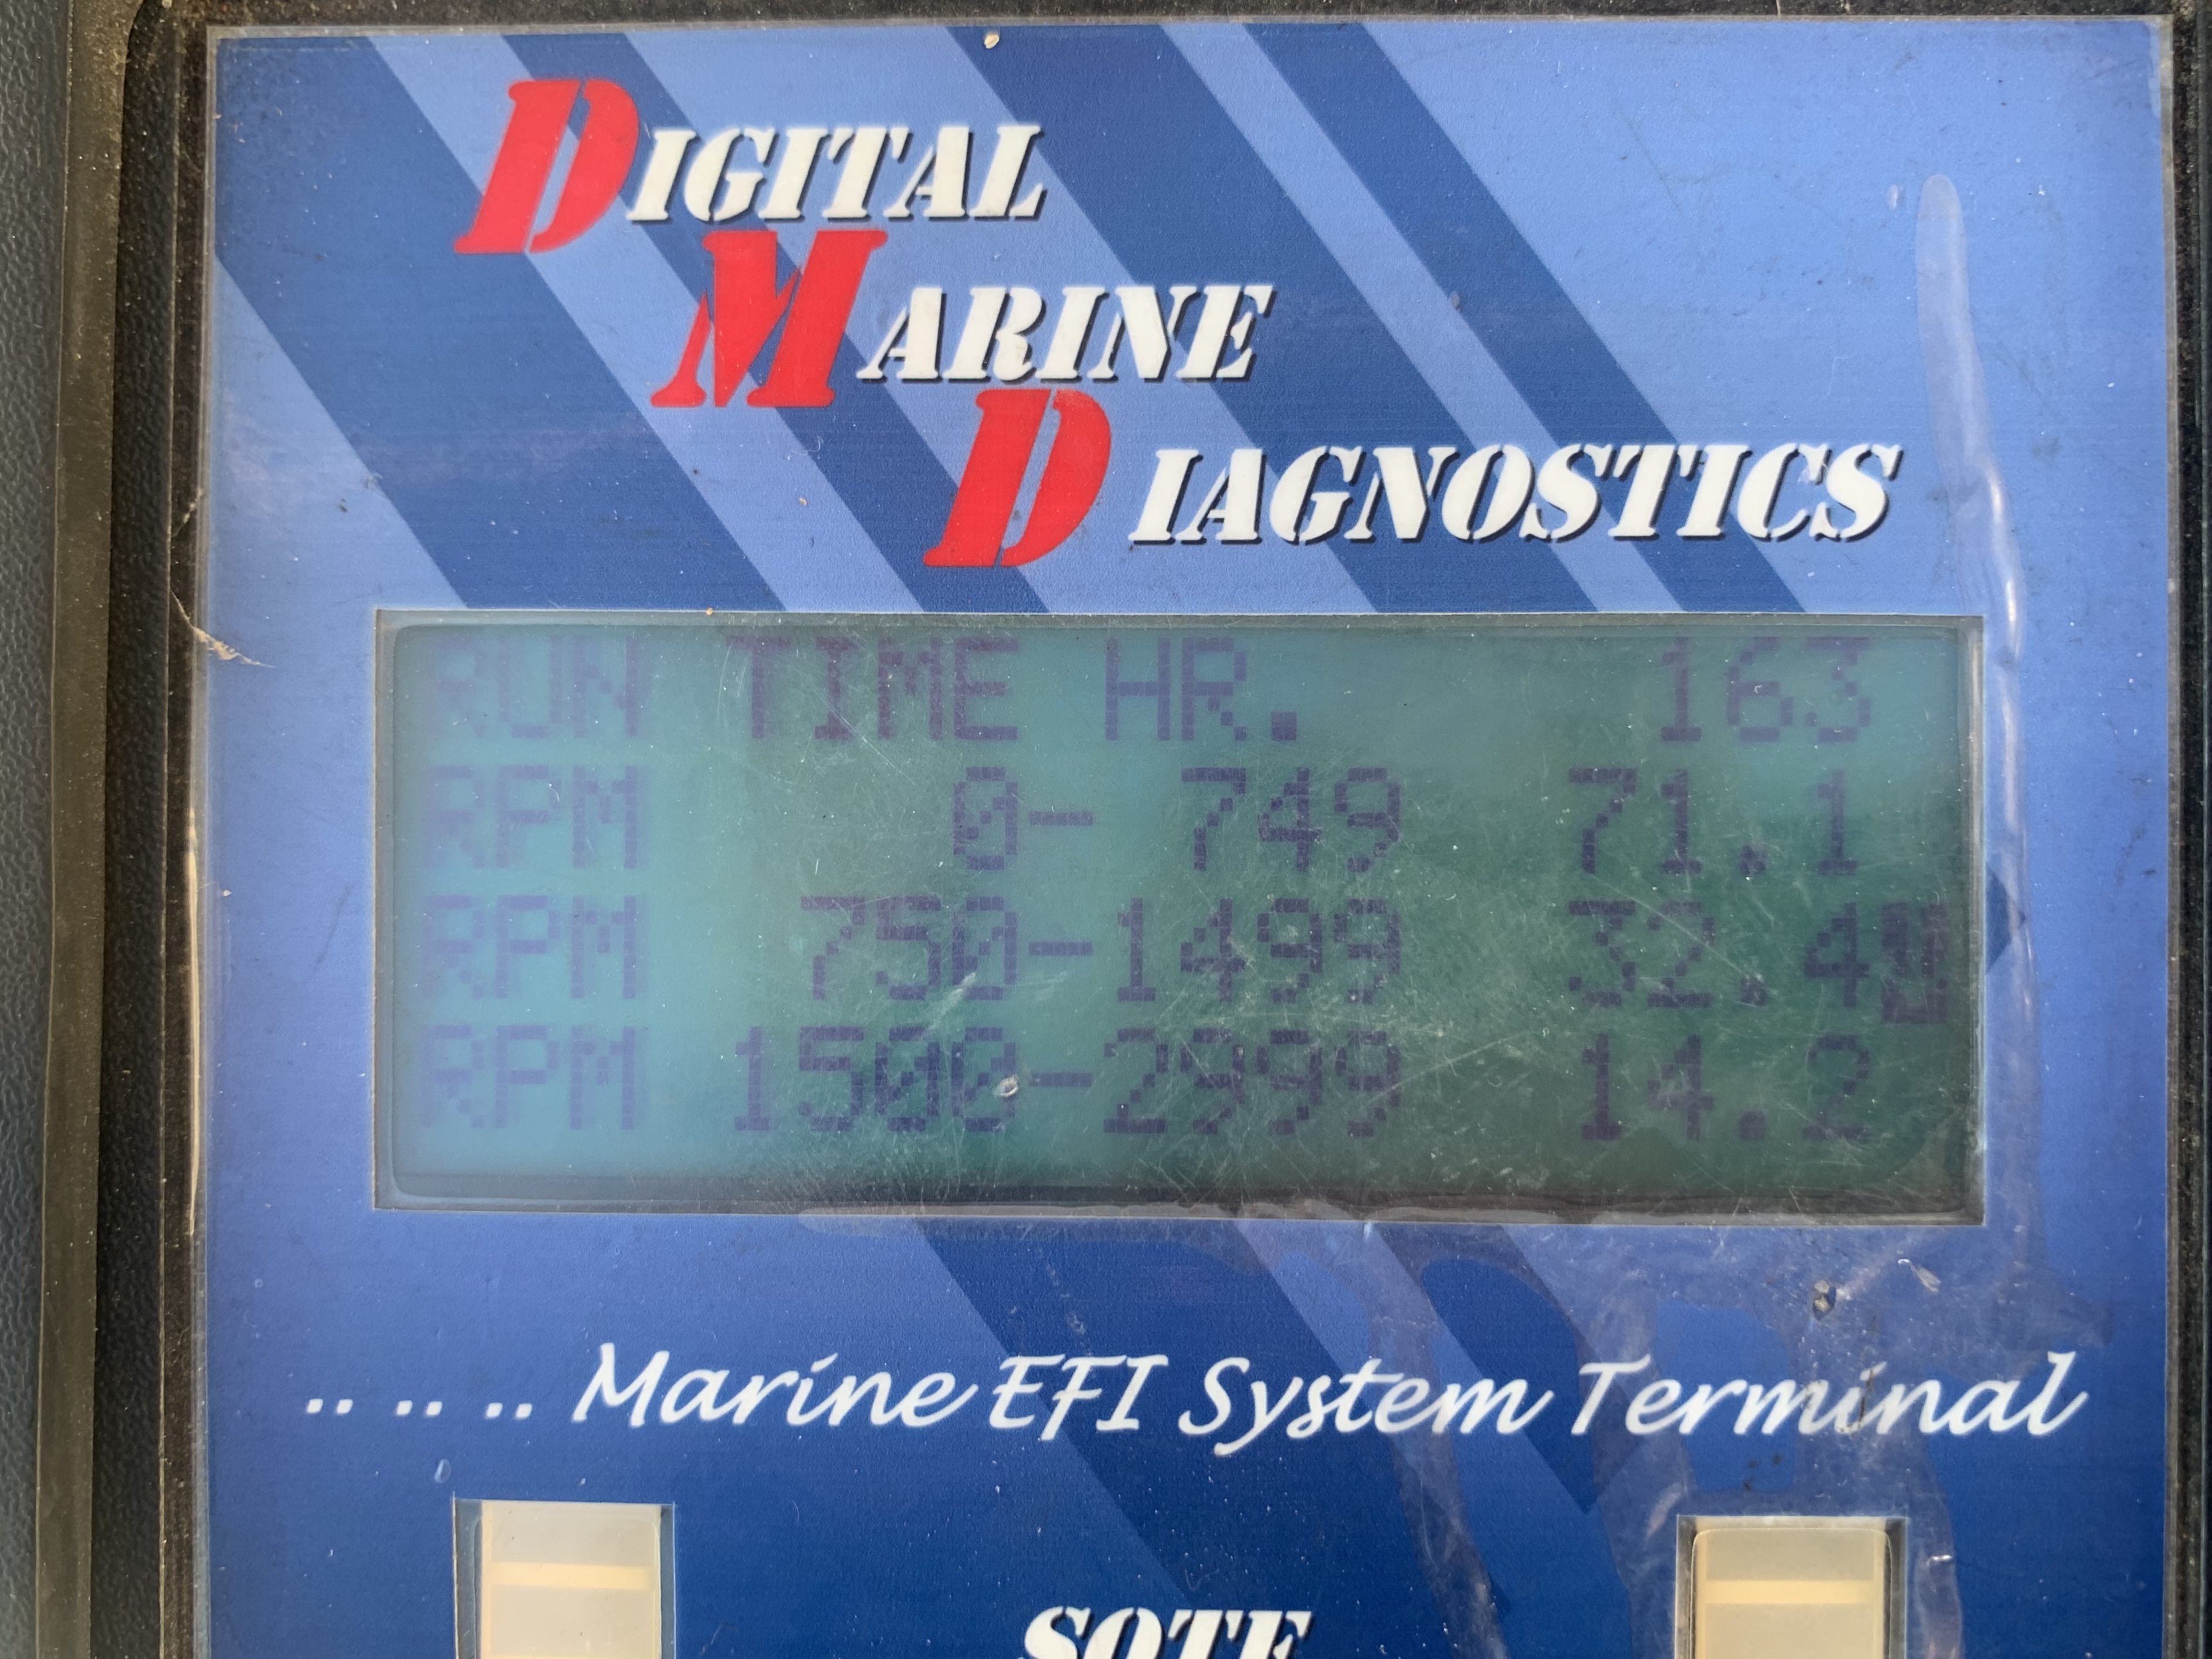 DIGITAL
MARINE
DIAGNOSTICS
RUN TIME HR. 163
RPM 0- 749 71.1
RPM 750-1499 32.4
RPM 1500-2999 14.2
.. .. .. Marine EFI System Terminal